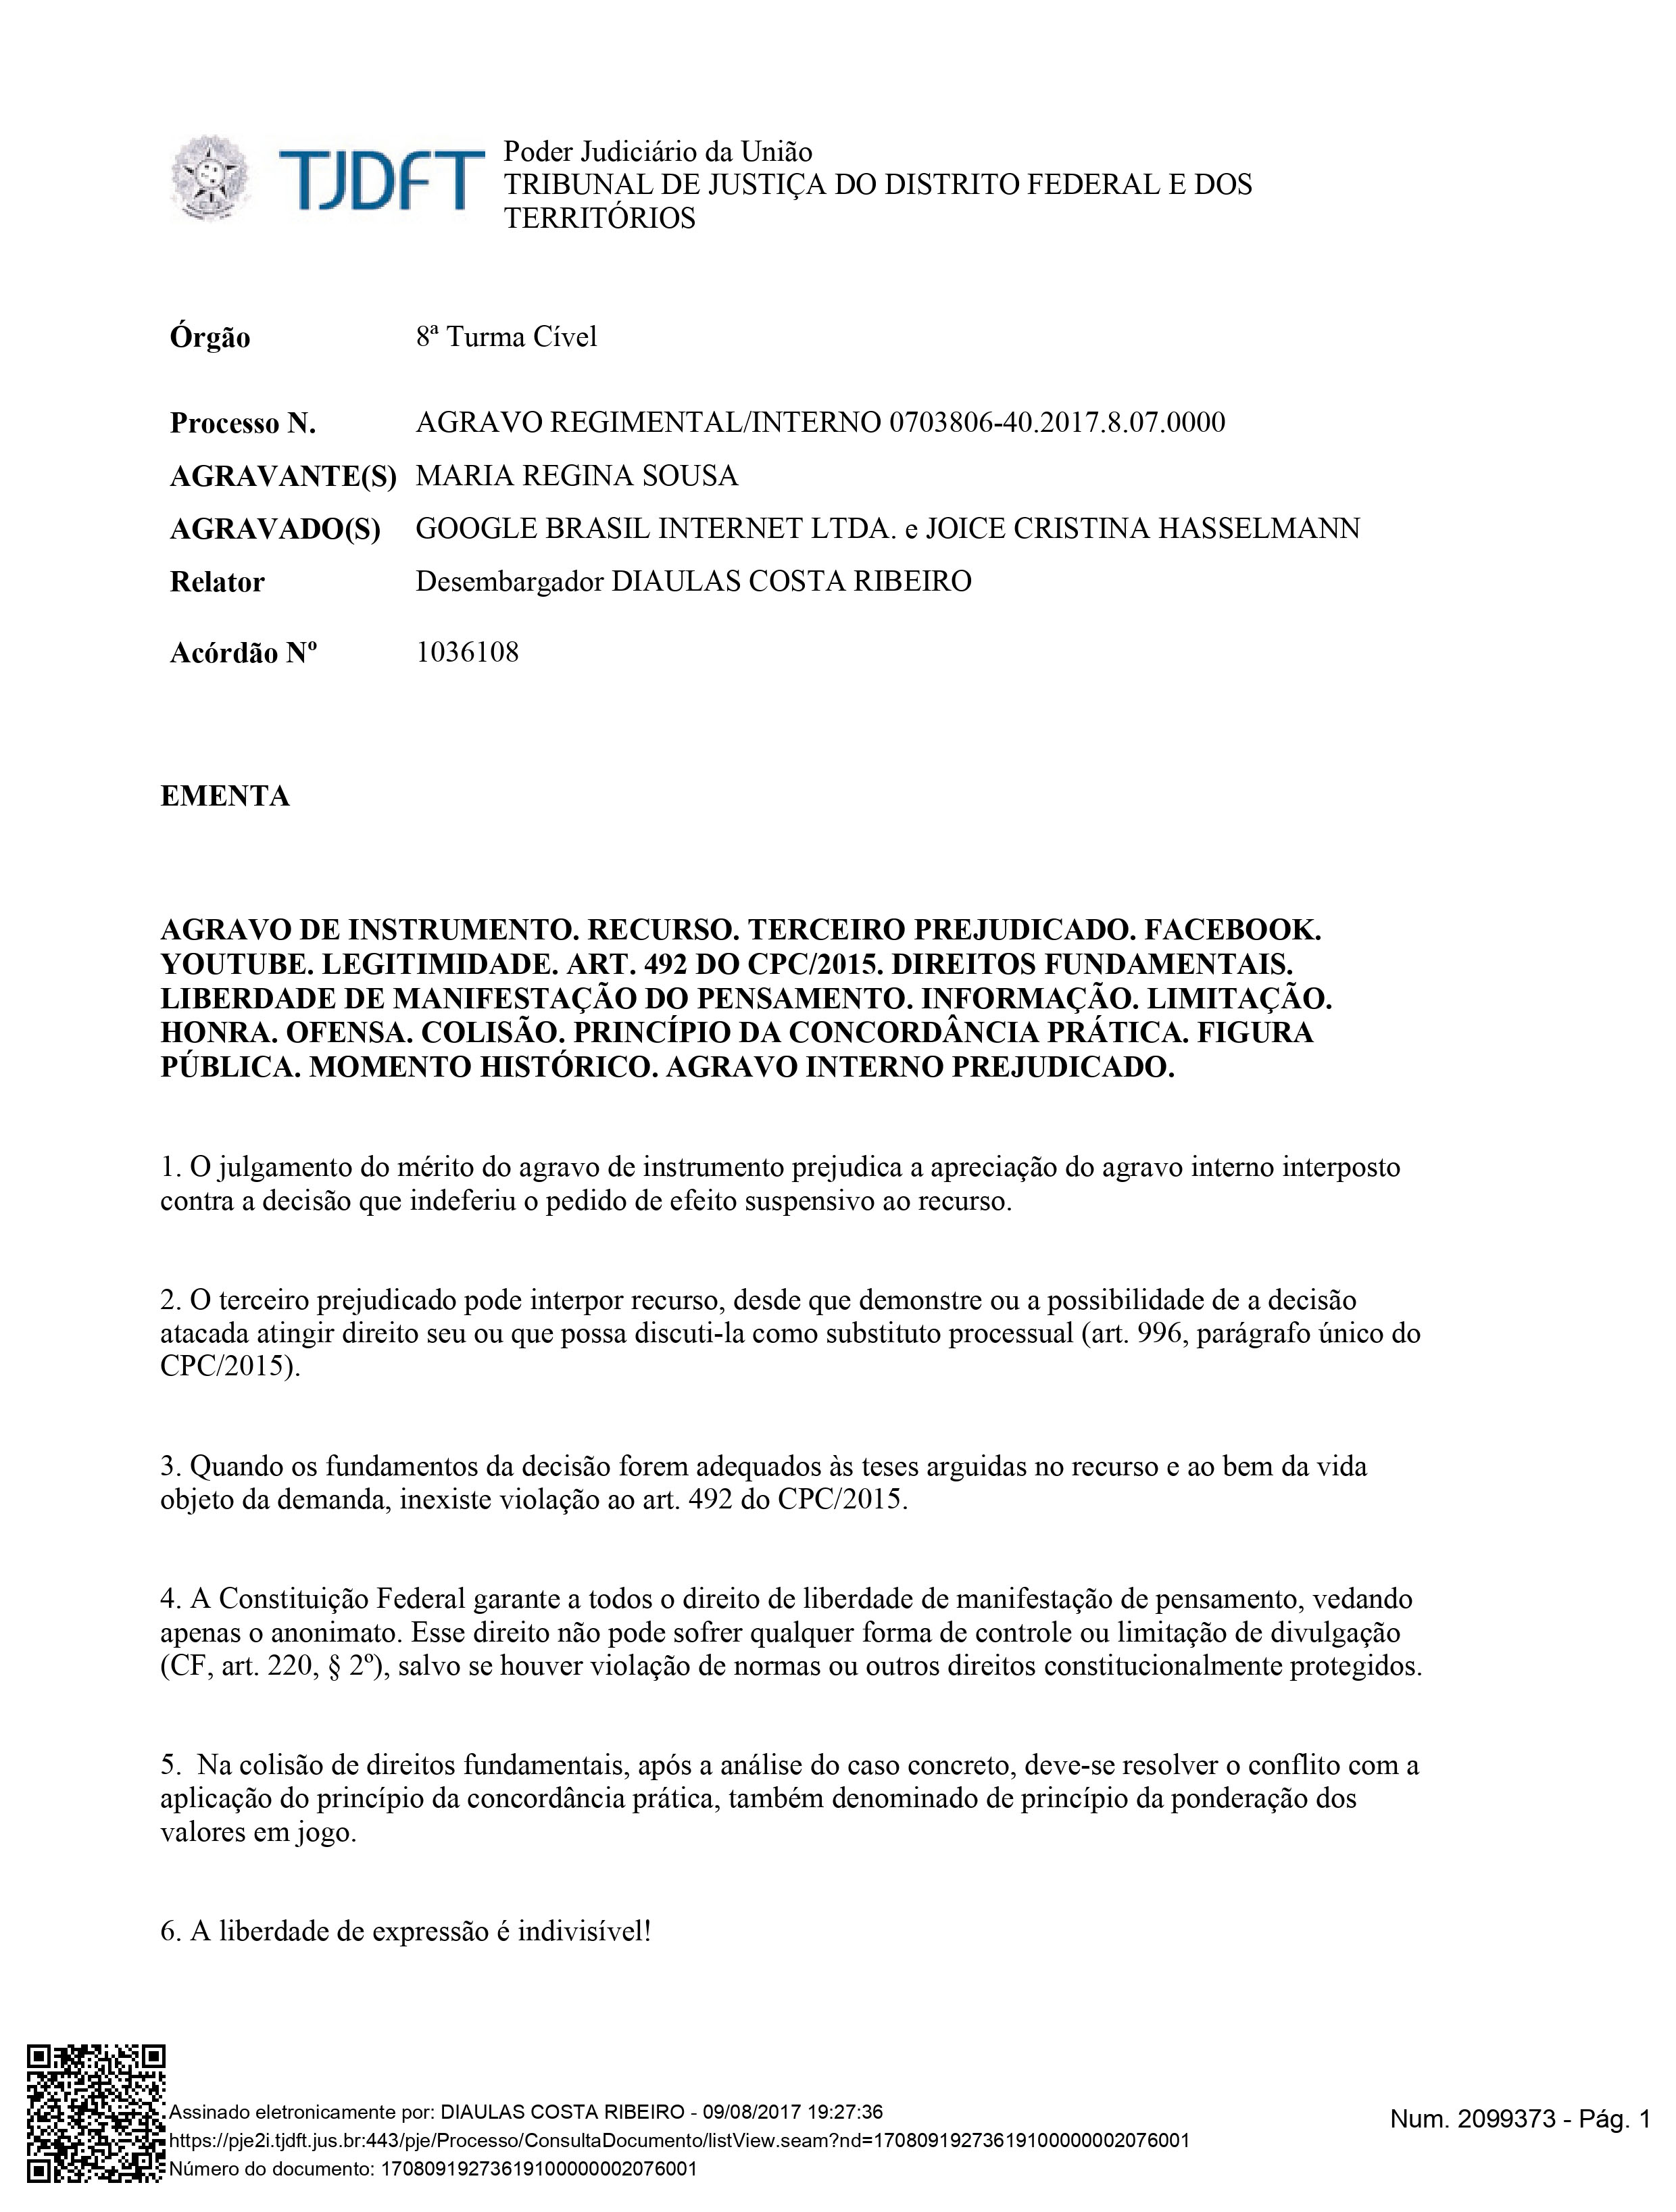 TJDFT
Poder Judiciário da União
TRIBUNAL DE JUSTIÇA DO DISTRITO FEDERAL E DOS
TERRITÓRIOS
Órgão 8ª Turma Cível
Processo N. AGRAVO REGIMENTAL/INTERNO 0703806-40.2017.8.07.0000
AGRAVANTE(S) MARIA REGINA SOUSA
AGRAVADO(S) GOOGLE BRASIL INTERNET LTDA. e JOICE CRISTINA HASSELMANN
Relator Desembargador DIAULAS COSTA RIBEIRO
Acórdão Nº 1036108
EMENTA
AGRAVO DE INSTRUMENTO. RECURSO. TERCEIRO PREJUDICADO. FACEBOOK.
YOUTUBE. LEGITIMIDADE. ART. 492 DO CPC/2015. DIREITOS FUNDAMENTAIS.
LIBERDADE DE MANIFESTAÇÃO DO PENSAMENTO. INFORMAÇÃO. LIMITAÇÃO.
HONRA. OFENSA. COLISÃO. PRINCÍPIO DA CONCORDÂNCIA PRÁTICA. FIGURA
PÚBLICA. MOMENTO HISTÓRICO. AGRAVO INTERNO PREJUDICADO.
1. O julgamento do mérito do agravo de instrumento prejudica a apreciação do agravo interno interposto
contra a decisão que indeferiu o pedido de efeito suspensivo ao recurso.
2. O terceiro prejudicado pode interpor recurso, desde que demonstre ou a possibilidade de a decisão
atacada atingir direito seu ou que possa discuti-la como substituto processual (art. 996, parágrafo único do
CPC/2015).
3. Quando os fundamentos da decisão forem adequados às teses arguidas no recurso e ao bem da vida
objeto da demanda, inexiste violação ao art. 492 do CPC/2015.
4. A Constituição Federal garante a todos o direito de liberdade de manifestação de pensamento, vedando
apenas o anonimato. Esse direito não pode sofrer qualquer forma de controle ou limitação de divulgação
(CF, art. 220, § 2º), salvo se houver violação de normas ou outros direitos constitucionalmente protegidos.
5. Na colisão de direitos fundamentais, após a análise do caso concreto, deve-se resolver o conflito com a
aplicação do princípio da concordância prática, também denominado de princípio da ponderação dos
valores em jogo.
6. A liberdade de expressão é indivisível!
Assinado eletronicamente por: DIAULAS COSTA RIBEIRO - 09/08/2017 19:27:36
https://pje2i.tjdft.jus.br:443/pje/Processo/ConsultaDocumento/listView.seam?nd=17080919273619100000002076001
Número do documento: 17080919273619100000002076001
Num. 2099373 - Pág. 1